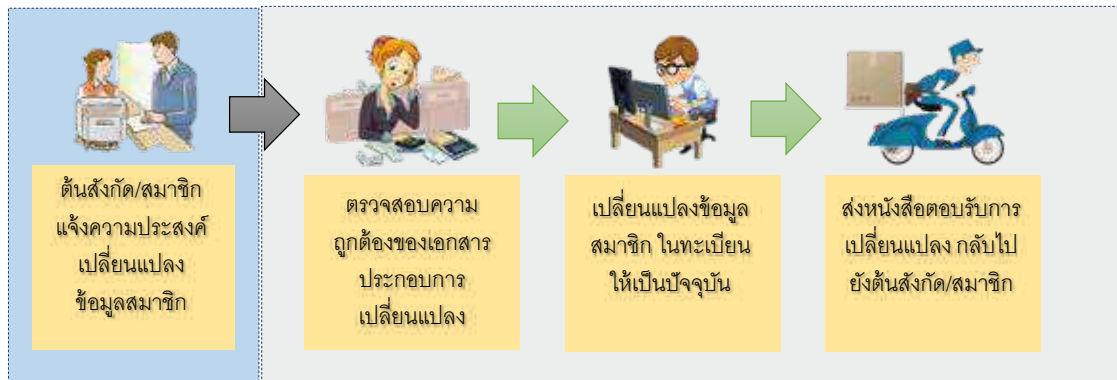 ต้นสังกัด/สมาชิก
แจ้งความประสงค์
เปลี่ยนแปลง
ข้อมูลสมาชิก
ตรวจสอบความ
ถูกต้องของเอกสาร
ประกอบการ
เปลี่ยนแปลง
เปลี่ยนแปลงข้อมูล
สมาชิก ในทะเบียน
ให้เป็นปัจจุบัน
ส่งหนังสือตอบรับการ
เปลี่ยนแปลง กลับไป
ยังต้นสังกัด/สมาชิก